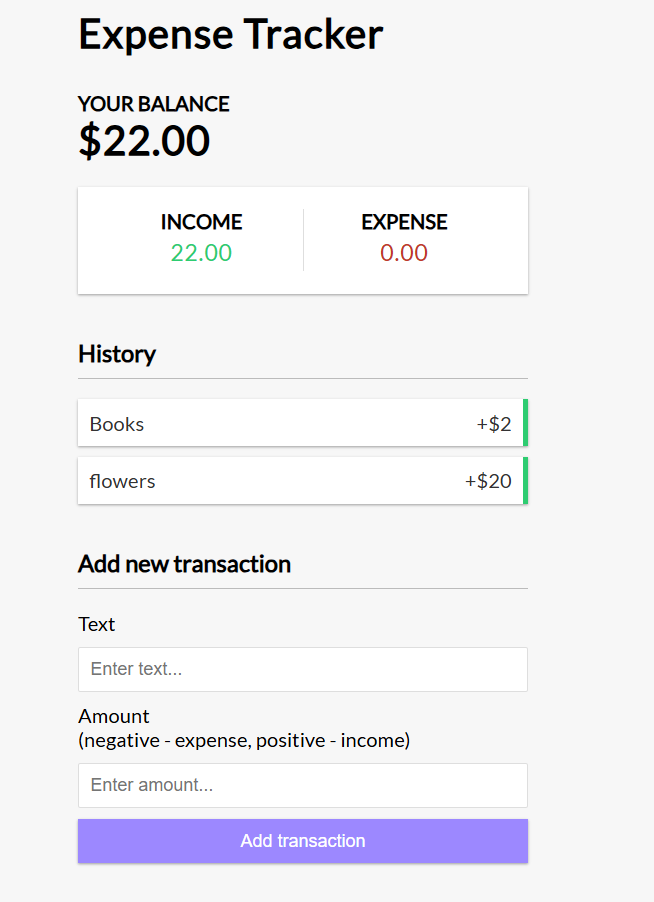 Expense Tracker
YOUR BALANCE
$22.00
INCOME EXPENSE
22.00 0.00
History
Books +$2
flowers +$20
Add new transaction
Text
Enter text...
Amount
(negative - expense, positive - income)
Enter amount...
Add transaction